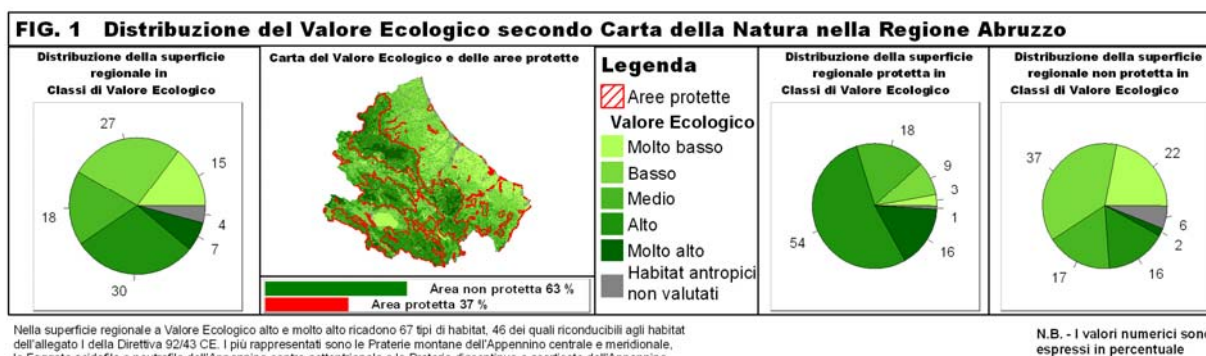 FIG. 1 Distribuzione del Valore Ecologico secondo Carta della Natura nella Regione Abruzzo
Distribuzione della superficie
regionale in
Classi di Valore Ecologico
27
15
18
4
7
30
Carta del Valore Ecologico e delle aree protette
Area non protetta 63 %
Area protetta 37 %
Legenda
Aree protette
Valore Ecologico
Molto basso
Basso
Medio
Alto
Molto alto
Habitat antropici
non valutati
Distribuzione della superficie
regionale protetta in
Classi di Valore Ecologico
18
9
3
1
54
16
Distribuzione della superficie
regionale non protetta in
Classi di Valore Ecologico
37
22
6
2
17
16
Nella superficie regionale a Valore Ecologico alto e molto alto ricadono 67 tipi di habitat, 46 dei quali riconducibili agli habitat
dell'allegato I della Direttiva 92/43 CE. I più rappresentati sono le Praterie montane dell'Appennino centrale e meridionale,
N.B. - I valori numerici sono
espressi in percentuale